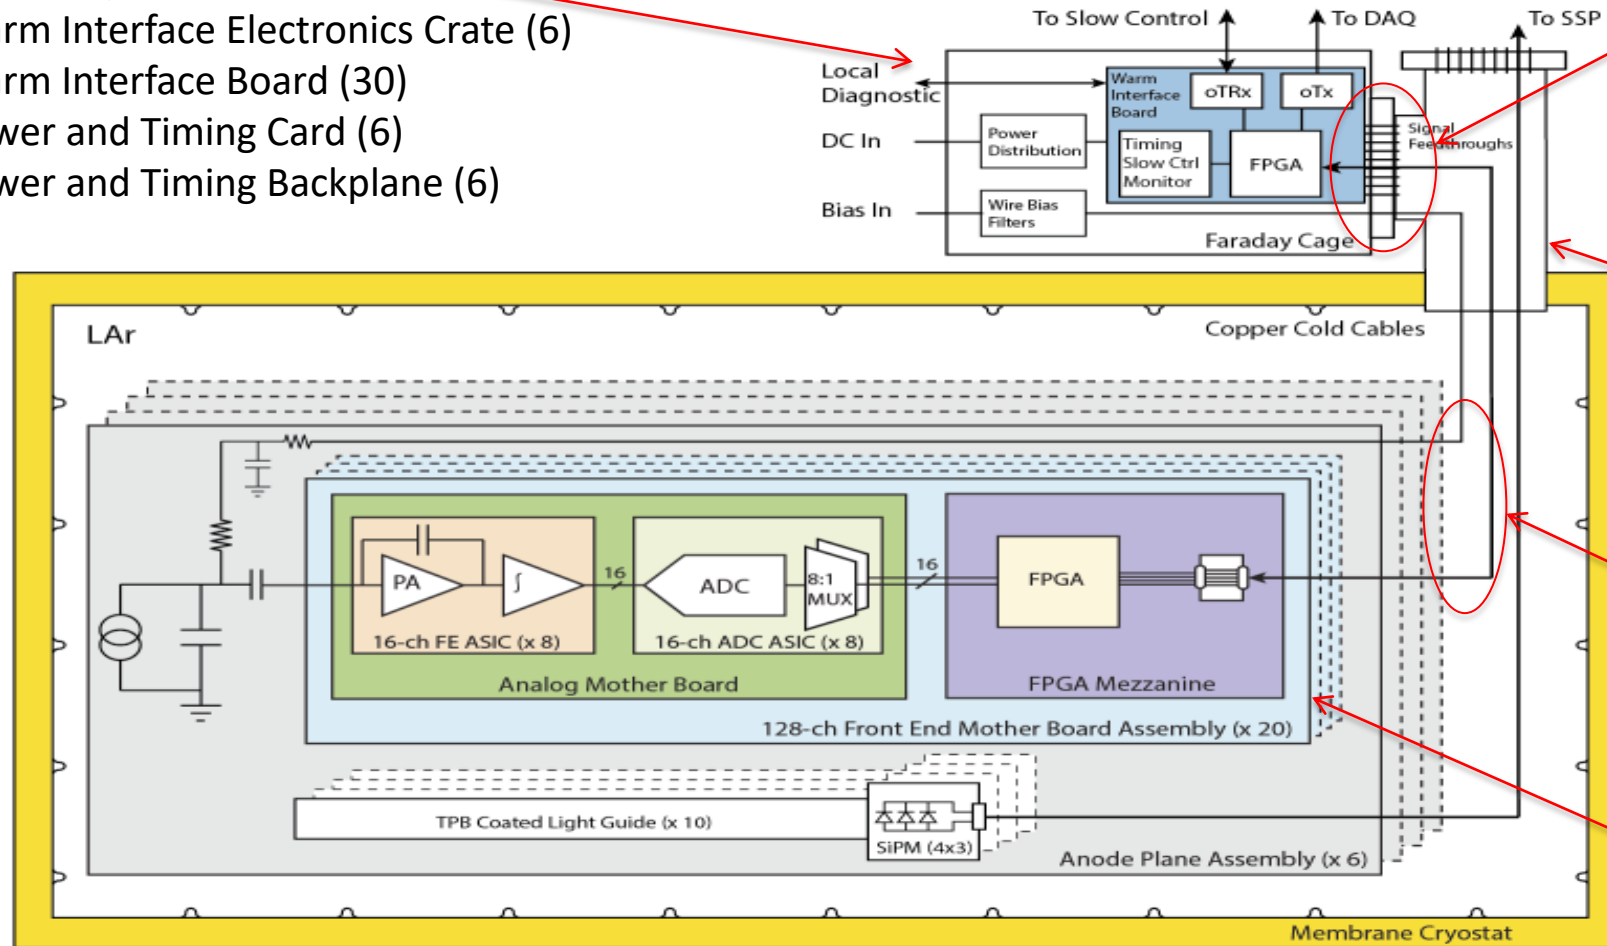 arm Interface Electronics Crate (6)
arm Interface Board (30)
wer and Timing Card (6)
wer and Timing Backplane (6)
To Slow Control
To DAQ
To SSP
Local
Diagnostic
DC In
Bias In
Power
Distribution
Wire Bias
Filters
Warm
Interface
Board
oTRx
oTx
Timing
Slow Ctrl
Monitor
FPGA
Signal
Feedthroughs
Faraday Cage
LAr
Copper Cold Cables
PA
∫
16
ADC
8:1
MUX
16
FPGA
16-ch FE ASIC (x 8)
16-ch ADC ASIC (x 8)
Analog Mother Board
FPGA Mezzanine
128-ch Front End Mother Board Assembly (x 20)
TPB Coated Light Guide (x 10)
SiPM (4x3)
Anode Plane Assembly (x 6)
Membrane Cryostat